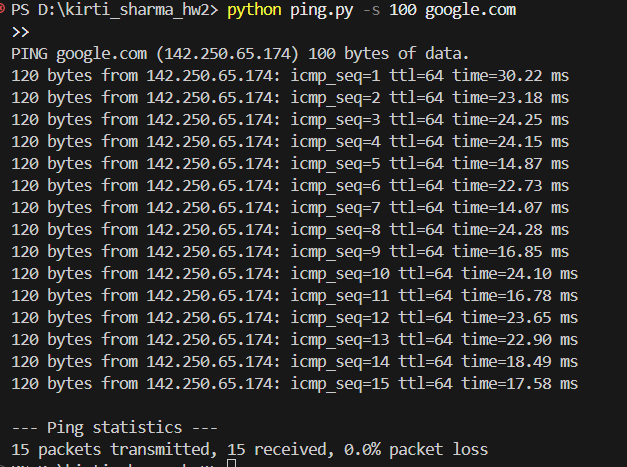 PS D:\kirti_sharma_hw2> python ping.py -s 100 google.com
>>
PING google.com (142.250.65.174) 100 bytes of data.
120 bytes from 142.250.65.174: icmp_seq=1 ttl=64 time=30.22 ms
120 bytes from 142.250.65.174: icmp_seq=2 ttl=64 time=23.18 ms
120 bytes from 142.250.65.174: icmp_seq=3 ttl=64 time=24.25 ms
120 bytes from 142.250.65.174: icmp_seq=4 ttl=64 time=24.15 ms
120 bytes from 142.250.65.174: icmp_seq=5 ttl=64 time=14.87 ms
120 bytes from 142.250.65.174: icmp_seq=6 ttl=64 time=22.73 ms
120 bytes from 142.250.65.174: icmp_seq=7 ttl=64 time=14.07 ms
120 bytes from 142.250.65.174: icmp_seq=8 ttl=64 time=24.28 ms
120 bytes from 142.250.65.174: icmp_seq=9 ttl=64 time=16.85 ms
120 bytes from 142.250.65.174: icmp_seq=10 ttl=64 time=24.10 ms
120 bytes from 142.250.65.174: icmp_seq=11 ttl=64 time=16.78 ms
120 bytes from 142.250.65.174: icmp_seq=12 ttl=64 time=23.65 ms
120 bytes from 142.250.65.174: icmp_seq=13 ttl=64 time=22.90 ms
120 bytes from 142.250.65.174: icmp_seq=14 ttl=64 time=18.49 ms
120 bytes from 142.250.65.174: icmp_seq=15 ttl=64 time=17.58 ms
--- Ping statistics ---
15 packets transmitted, 15 received, 0.0% packet loss